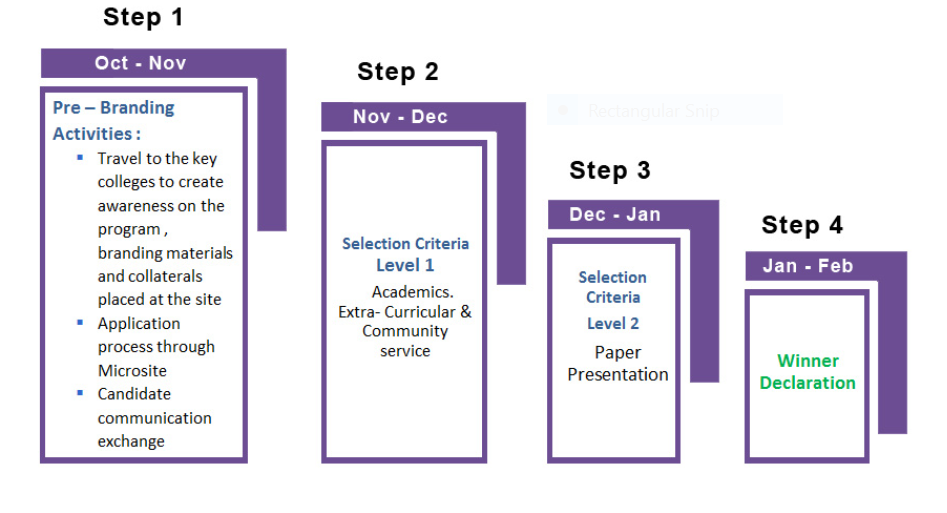 Step 1
Oct - Nov
Pre – Branding
Activities :
▪ Travel to the key
colleges to create
awareness on the
program ,
branding materials
and collaterals
placed at the site
▪ Application
process through
Microsite
▪ Candidate
communication
exchange
Step 2
Nov - Dec
Selection Criteria
Level 1
Academics.
Extra- Curricular &
Community
service
Rectangular Snip
Step 3
Dec - Jan
Selection
Criteria
Level 2
Paper
Presentation
Step 4
Jan - Feb
Winner
Declaration